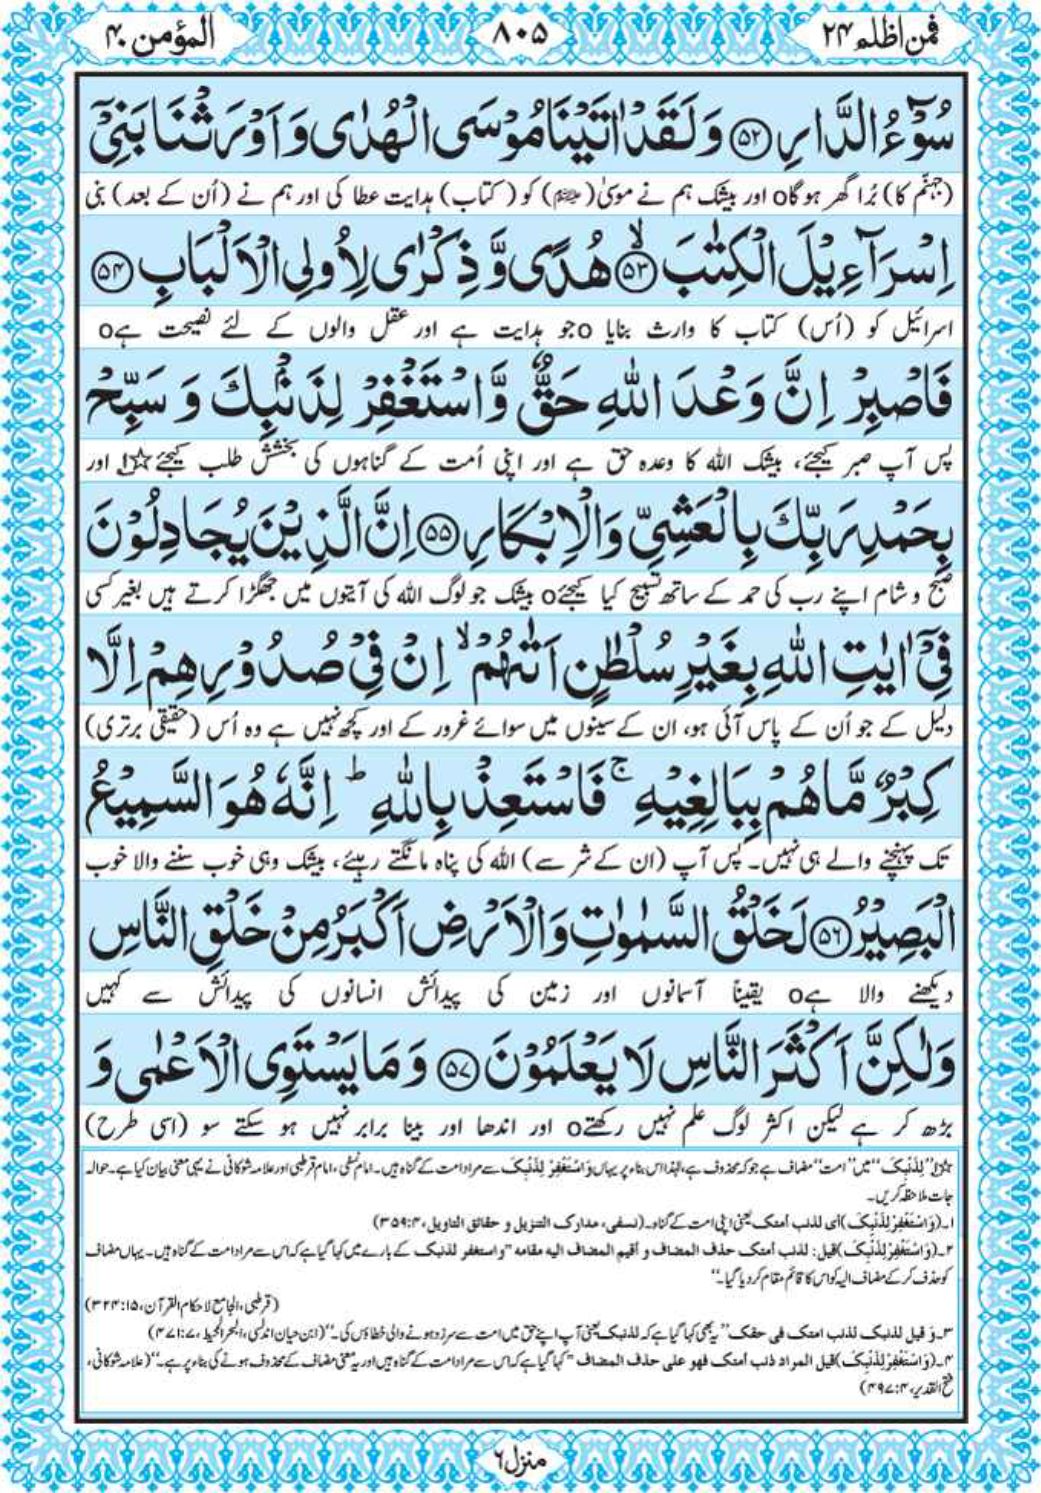 المؤمن ۴۰ ۸۰۵ فمن اظلم ۲۴
سُوْٓءُ الدَّارِ ﴿۵۲﴾ وَ لَقَدْ اٰتَيْنَا مُوْسَى الْهُدٰى وَ اَوْرَثْنَا بَنِيْۤ
(جہنّم کا) بُرا گھر ہوگاo اور بیشک ہم نے موسٰی (ﷺ) کو (کتاب) ہدایت عطا کی اور ہم نے (اُن کے بعد) بنی
اِسْرَآءِيْلَ الْكِتٰبَ ﴿ۙ۵۳﴾ هُدًى وَّ ذِكْرٰى لِاُولِي الْاَلْبَابِ ﴿۵۴﴾
اسرائیل کو (اُس) کتاب کا وارث بنایا oجو ہدایت ہے اور عقل والوں کے لئے نصیحت ہےo
فَاصْبِرْ اِنَّ وَعْدَ اللّٰهِ حَقٌّ وَّ اسْتَغْفِرْ لِذَنْۢبِكَ وَ سَبِّحْ
پس آپ صبر کیجئے، بیشک اللہ کا وعدہ حق ہے اور اپنی اُمت کے گناہوں کی بخشش طلب کیجئے☆۱ اور
بِحَمْدِ رَبِّكَ بِالْعَشِيِّ وَ الْاِبْكَارِ ﴿۵۵﴾ اِنَّ الَّذِيْنَ يُجَادِلُوْنَ
صبح و شام اپنے رب کی حمد کے ساتھ تسبیح کیا کیجئےo بیشک جو لوگ اللہ کی آیتوں میں جھگڑا کرتے ہیں بغیر کسی
فِيْۤ اٰيٰتِ اللّٰهِ بِغَيْرِ سُلْطٰنٍ اَتٰىهُمْ ۙ اِنْ فِيْ صُدُوْرِهِمْ اِلَّا
دلیل کے جو اُن کے پاس آئی ہو، ان کے سینوں میں سوائے غرور کے اور کچھ نہیں ہے وہ اُس (حقیقی برتری)
كِبْرٌ مَّا هُمْ بِبَالِغِيْهِ ۚ فَاسْتَعِذْ بِاللّٰهِ ؕ اِنَّهٗ هُوَ السَّمِيْعُ
تک پہنچنے والے ہی نہیں۔ پس آپ (ان کے شر سے) اللہ کی پناہ مانگتے رہیئے، بیشک وہی خوب سننے والا خوب
الْبَصِيْرُ ﴿۵۶﴾ لَخَلْقُ السَّمٰوٰتِ وَ الْاَرْضِ اَكْبَرُ مِنْ خَلْقِ النَّاسِ
دیکھنے والا ہےo یقیناً آسمانوں اور زمین کی پیدائش انسانوں کی پیدائش سے کہیں
وَ لٰكِنَّ اَكْثَرَ النَّاسِ لَا يَعْلَمُوْنَ ﴿۵۷﴾ وَ مَا يَسْتَوِي الْاَعْمٰى وَ
بڑھ کر ہے لیکن اکثر لوگ علم نہیں رکھتےo اور اندھا اور بینا برابر نہیں ہو سکتے سو (اسی طرح)
☆۱ ”لِذَنْبِکَ“ میں ”امت“ مضاف ہے جو کہ محذوف ہے، لہٰذا اس بناء پر یہاں وَاسْتَغْفِرْ لِذَنْبِکَ سے مراد امت کے گناہ ہیں۔ امام نسفی، امام قرطبی اور علامہ شوکانی نے یہی معنی بیان کیا ہے۔ حوالہ
جات ملاحظہ کریں۔
۱۔ (وَاسْتَغْفِرْ لِذَنْبِکَ) أی لذنب أمتک یعنی اپنی امت کے گناہ۔ (نسفی، مدارک التنزیل و حقائق التاویل، ۴:۳۵۹)
۲۔ (وَاسْتَغْفِرْ لِذَنْبِکَ) قیل: لذنب أمتک حذف المضاف و أقیم المضاف الیه مقامه ”واستغفر لذنبک کے بارے میں کہا گیا ہے کہ اس سے مراد امت کے گناہ ہیں۔ یہاں مضاف
کو حذف کر کے مضاف الیہ کو اس کا قائم مقام کر دیا گیا۔“
(قرطبی، الجامع لاحکام القرآن، ۱۵:۳۲۴)
۳۔ وَ قیل لذنبک لذنب امتک فی حقک ”یہ بھی کہا گیا ہے کہ لذنبک یعنی آپ اپنے حق میں امت سے سرزد ہونے والی خطاؤں کی۔“ (ابن حیان اندلسی، البحر المحیط، ۷:۴۷۱)
۴۔ (وَاسْتَغْفِرْ لِذَنْبِکَ) قیل المراد ذنب أمتک فهو علی حذف المضاف ”کہا گیا ہے کہ اس سے مراد امت کے گناہ ہیں اور یہ معنی مضاف کے محذوف ہونے کی بناء پر ہے۔“ (علامہ شوکانی،
فتح القدیر، ۴:۴۹۷)
منزل ۶